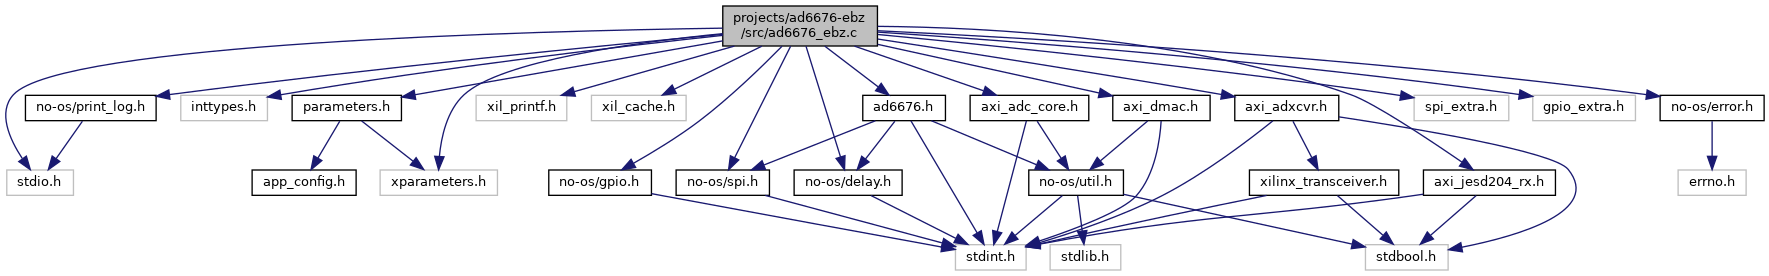 projects/ad6676-ebz
/src/ad6676_ebz.c
no-os/print_log.h
inttypes.h
parameters.h
xil_printf.h
xil_cache.h
ad6676.h
axi_adc_core.h
axi_dmac.h
axi_adxcvr.h
spi_extra.h
gpio_extra.h
no-os/error.h
stdio.h
app_config.h
xparameters.h
no-os/gpio.h
no-os/spi.h
no-os/delay.h
no-os/util.h
xilinx_transceiver.h
axi_jesd204_rx.h
errno.h
stdint.h
stdlib.h
stdbool.h